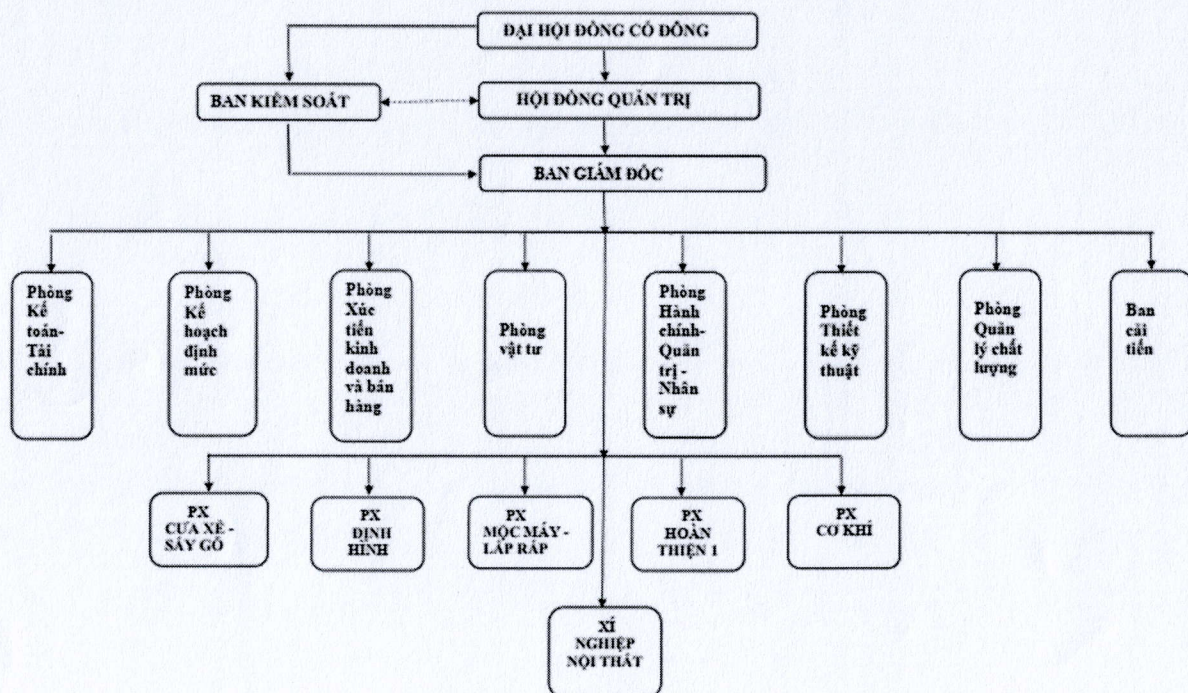 ĐẠI HỘI ĐỒNG CỔ ĐÔNG
BAN KIỂM SOÁT
HỘI ĐỒNG QUẢN TRỊ
BAN GIÁM ĐỐC
Phòng
Kế
toán-
Tài
chính
Phòng
Kế
hoạch
định
mức
Phòng
Xúc
tiến
kinh
doanh
và bán
hàng
Phòng
vật tư
Phòng
Hành
chính-
Quản
trị -
Nhân
sự
Phòng
Thiết
kế kỹ
thuật
Phòng
Quản
lý chất
lượng
Ban
cải
tiến
PX
CƯA XẺ -
SẤY GỖ
PX
ĐỊNH
HÌNH
PX
MỘC MÁY -
LẮP RÁP
PX
HOÀN
THIỆN 1
PX
CƠ KHÍ
XÍ
NGHIỆP
NỘI THẤT